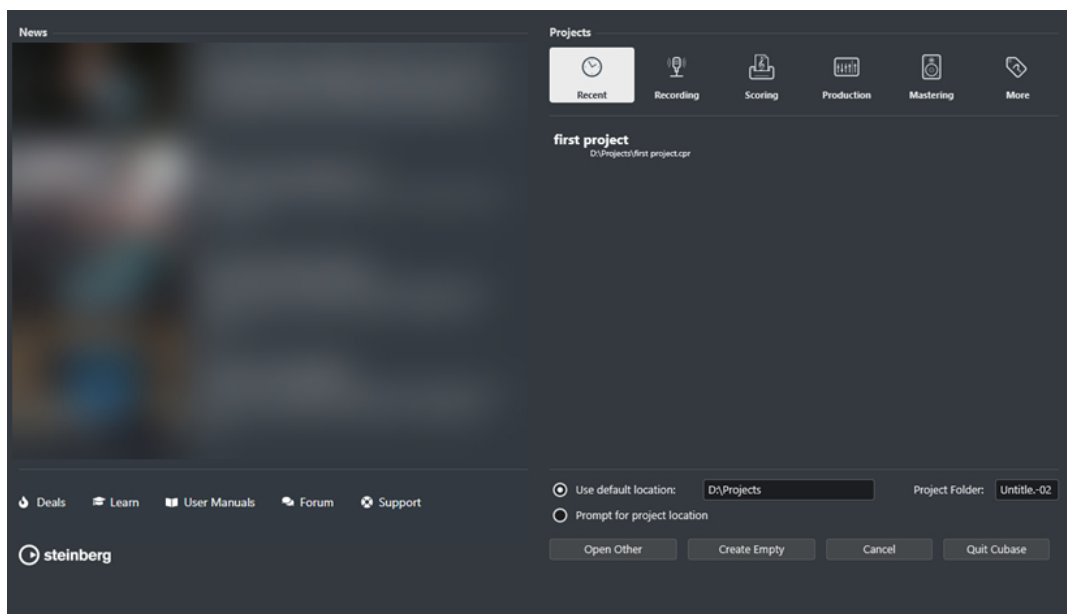 News
Projects
Recent
Recording
Scoring
Production
Mastering
More
first project
D:\Projects\first project.cpr
Deals
Learn
User Manuals
Forum
Support
Use default location:
D:\Projects
Project Folder:
Untitle.-02
Prompt for project location
Open Other
Create Empty
Cancel
Quit Cubase
steinberg